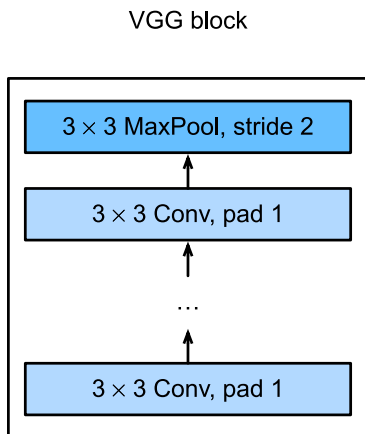 VGG block
3 × 3 MaxPool, stride 2
3 × 3 Conv, pad 1
...
3 × 3 Conv, pad 1